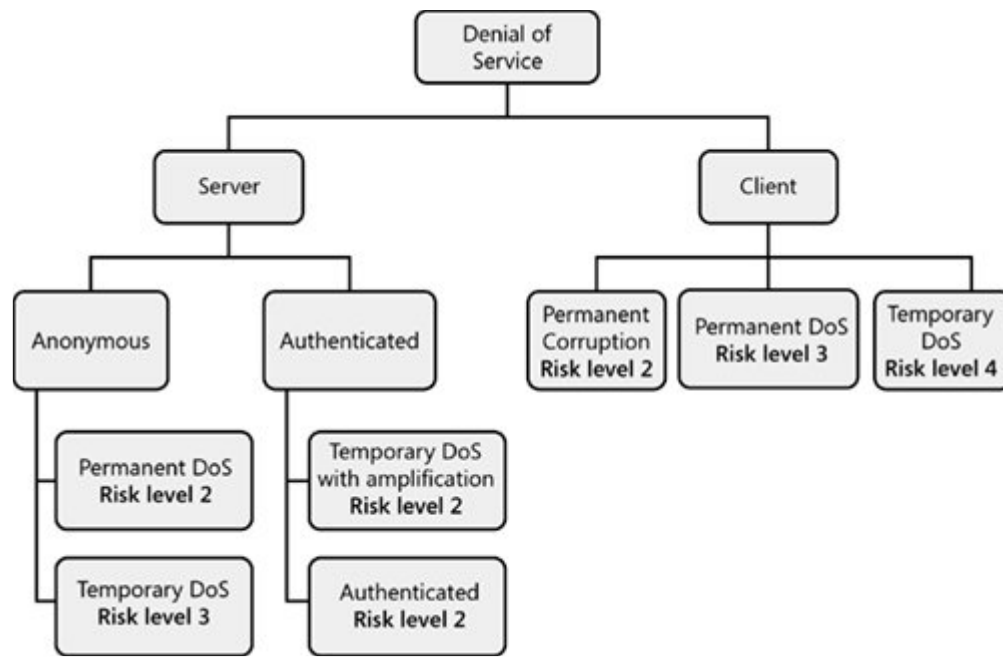 Denial of
Service
Server
Client
Anonymous
Authenticated
Permanent
Corruption
Risk level 2
Permanent DoS
Risk level 3
Temporary
DoS
Risk level 4
Permanent DoS
Risk level 2
Temporary DoS
with amplification
Risk level 2
Temporary DoS
Risk level 3
Authenticated
Risk level 2